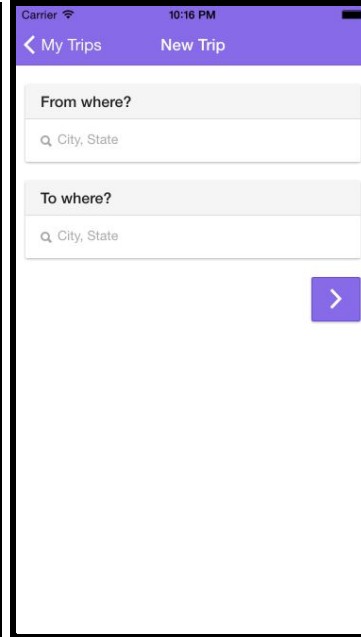 Carrier 10:16 PM
My Trips New Trip
From where?
City, State
To where?
City, State